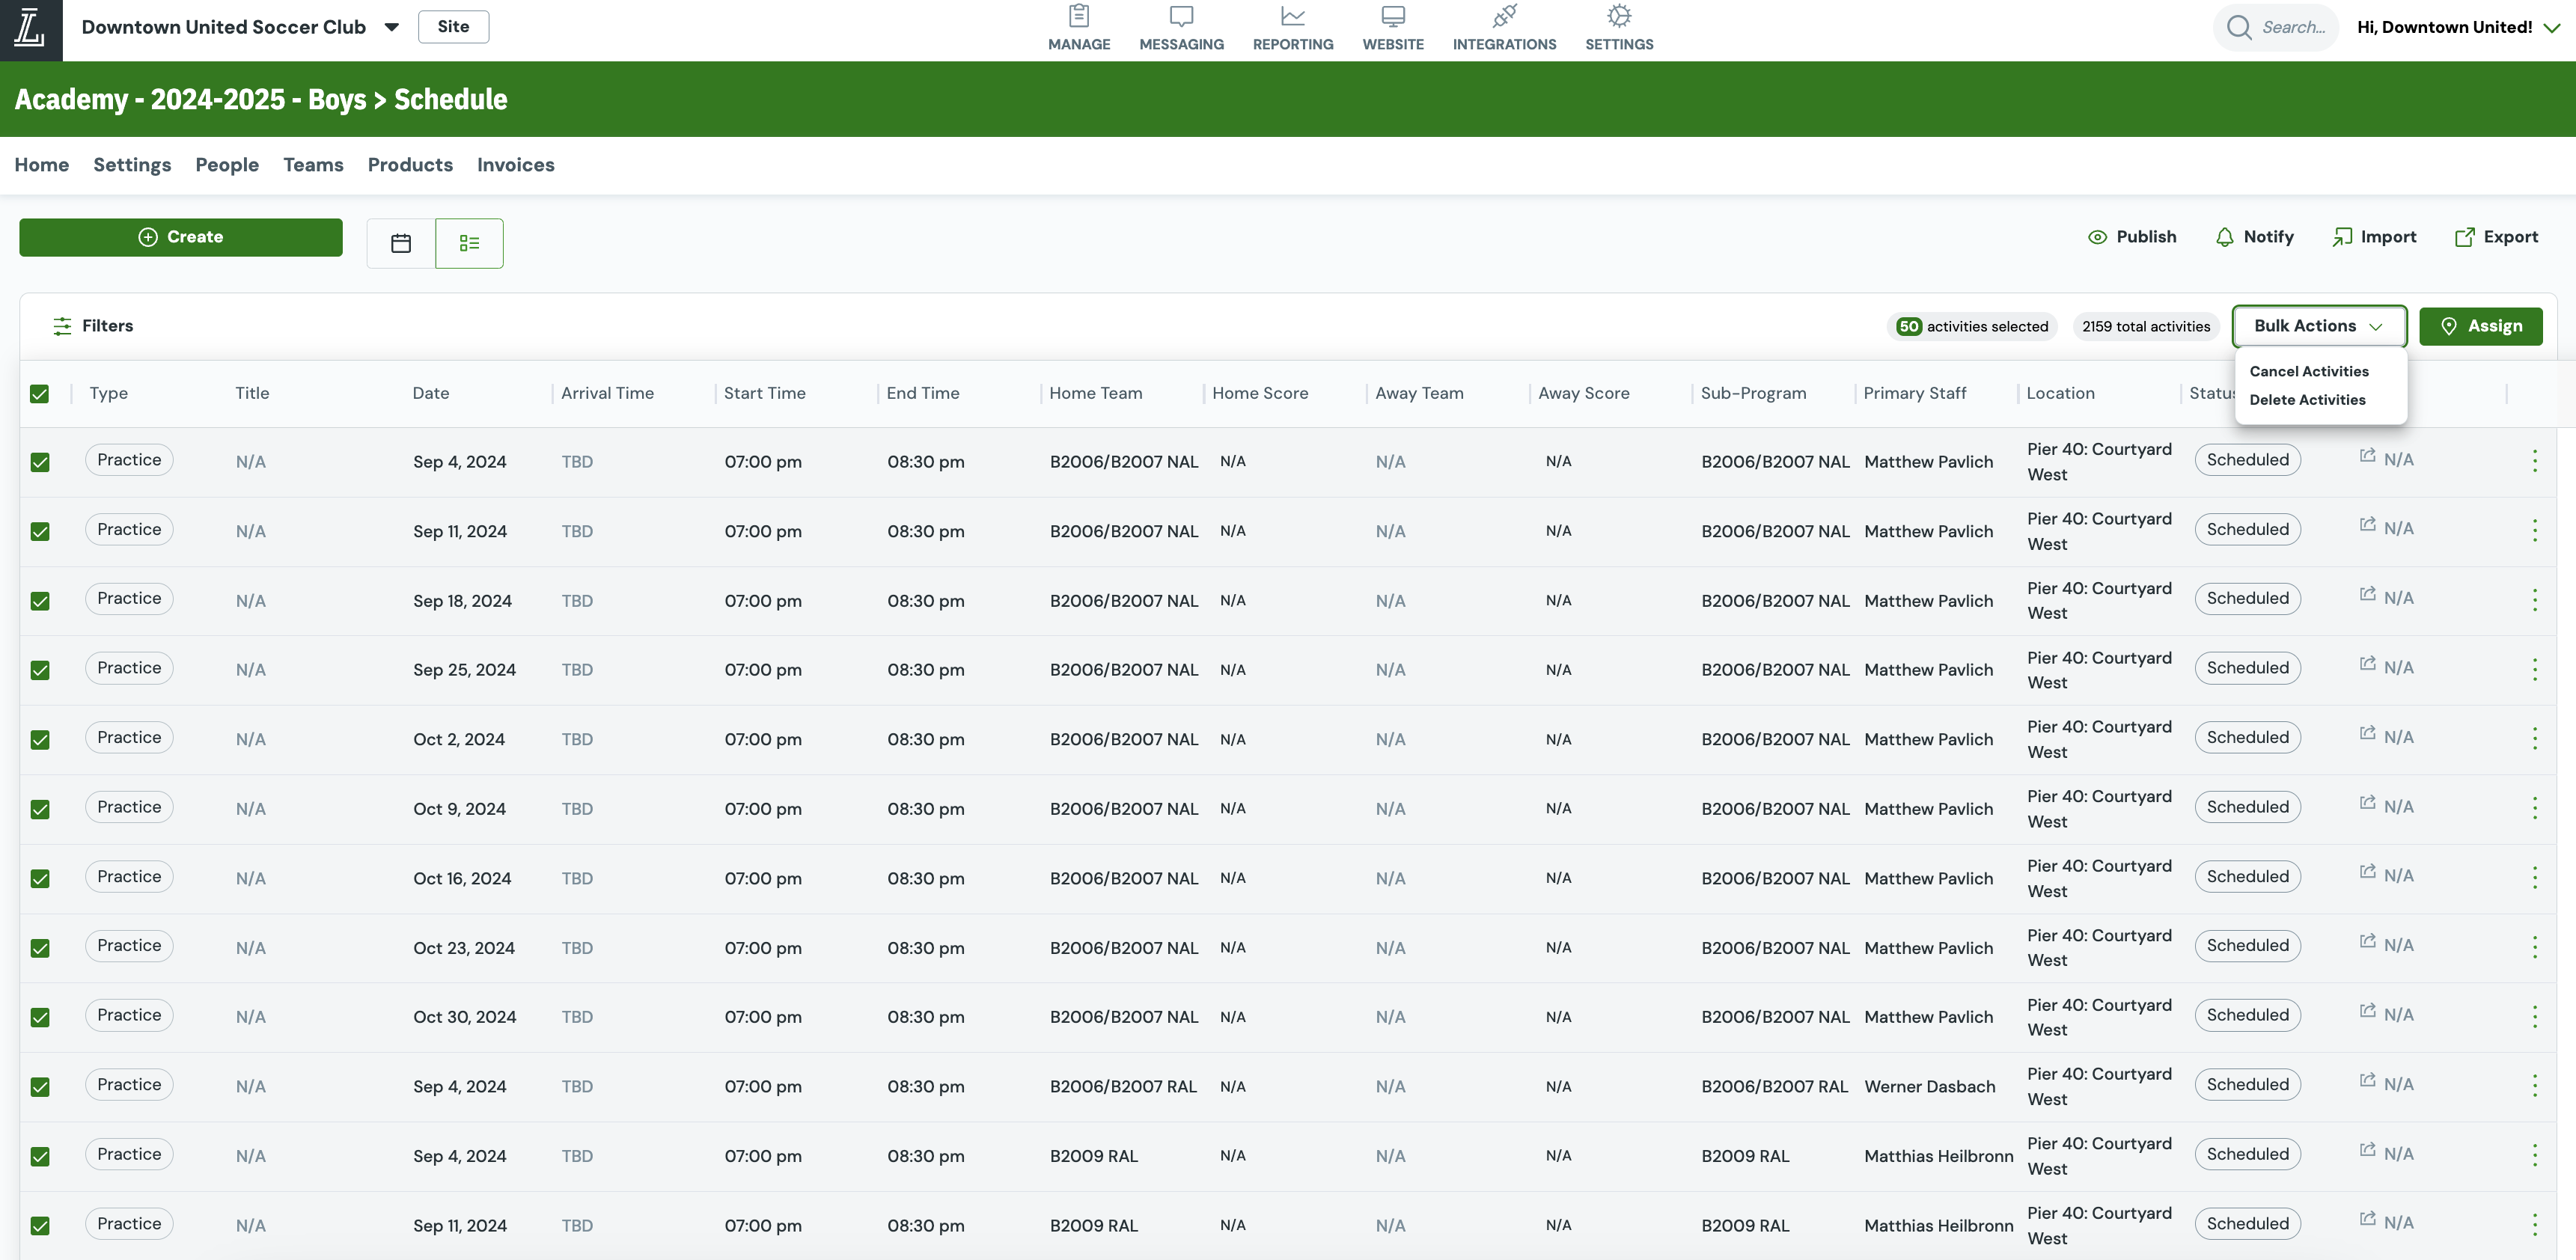 Downtown United Soccer Club Site
MANAGE MESSAGING REPORTING WEBSITE INTEGRATIONS SETTINGS
Search... Hi, Downtown United!
Academy - 2024-2025 - Boys > Schedule
Home Settings People Teams Products Invoices
Create Publish Notify Import Export
Filters 50 activities selected 2159 total activities Bulk Actions Assign
Cancel Activities
Delete Activities
Type Title Date Arrival Time Start Time End Time Home Team Home Score Away Team Away Score Sub-Program Primary Staff Location Statu
Practice N/A Sep 4, 2024 TBD 07:00 pm 08:30 pm B2006/B2007 NAL N/A N/A N/A B2006/B2007 NAL Matthew Pavlich Pier 40: Courtyard West Scheduled N/A
Practice N/A Sep 11, 2024 TBD 07:00 pm 08:30 pm B2006/B2007 NAL N/A N/A N/A B2006/B2007 NAL Matthew Pavlich Pier 40: Courtyard West Scheduled N/A
Practice N/A Sep 18, 2024 TBD 07:00 pm 08:30 pm B2006/B2007 NAL N/A N/A N/A B2006/B2007 NAL Matthew Pavlich Pier 40: Courtyard West Scheduled N/A
Practice N/A Sep 25, 2024 TBD 07:00 pm 08:30 pm B2006/B2007 NAL N/A N/A N/A B2006/B2007 NAL Matthew Pavlich Pier 40: Courtyard West Scheduled N/A
Practice N/A Oct 2, 2024 TBD 07:00 pm 08:30 pm B2006/B2007 NAL N/A N/A N/A B2006/B2007 NAL Matthew Pavlich Pier 40: Courtyard West Scheduled N/A
Practice N/A Oct 9, 2024 TBD 07:00 pm 08:30 pm B2006/B2007 NAL N/A N/A N/A B2006/B2007 NAL Matthew Pavlich Pier 40: Courtyard West Scheduled N/A
Practice N/A Oct 16, 2024 TBD 07:00 pm 08:30 pm B2006/B2007 NAL N/A N/A N/A B2006/B2007 NAL Matthew Pavlich Pier 40: Courtyard West Scheduled N/A
Practice N/A Oct 23, 2024 TBD 07:00 pm 08:30 pm B2006/B2007 NAL N/A N/A N/A B2006/B2007 NAL Matthew Pavlich Pier 40: Courtyard West Scheduled N/A
Practice N/A Oct 30, 2024 TBD 07:00 pm 08:30 pm B2006/B2007 NAL N/A N/A N/A B2006/B2007 NAL Matthew Pavlich Pier 40: Courtyard West Scheduled N/A
Practice N/A Sep 4, 2024 TBD 07:00 pm 08:30 pm B2006/B2007 RAL N/A N/A N/A B2006/B2007 RAL Werner Dasbach Pier 40: Courtyard West Scheduled N/A
Practice N/A Sep 4, 2024 TBD 07:00 pm 08:30 pm B2009 RAL N/A N/A N/A B2009 RAL Matthias Heilbronn Pier 40: Courtyard West Scheduled N/A
Practice N/A Sep 11, 2024 TBD 07:00 pm 08:30 pm B2009 RAL N/A N/A N/A B2009 RAL Matthias Heilbronn Pier 40: Courtyard West Scheduled N/A